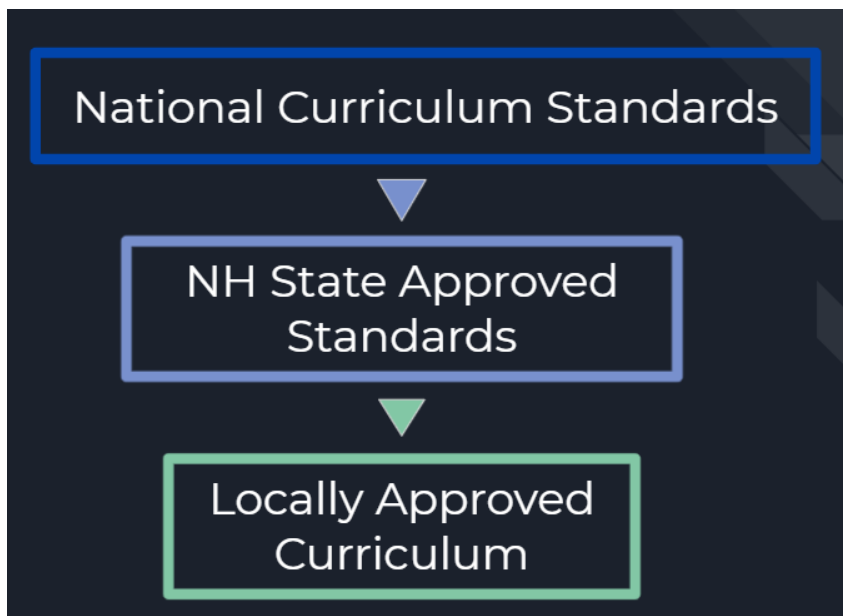 National Curriculum Standards
NH State Approved
Standards
Locally Approved
Curriculum